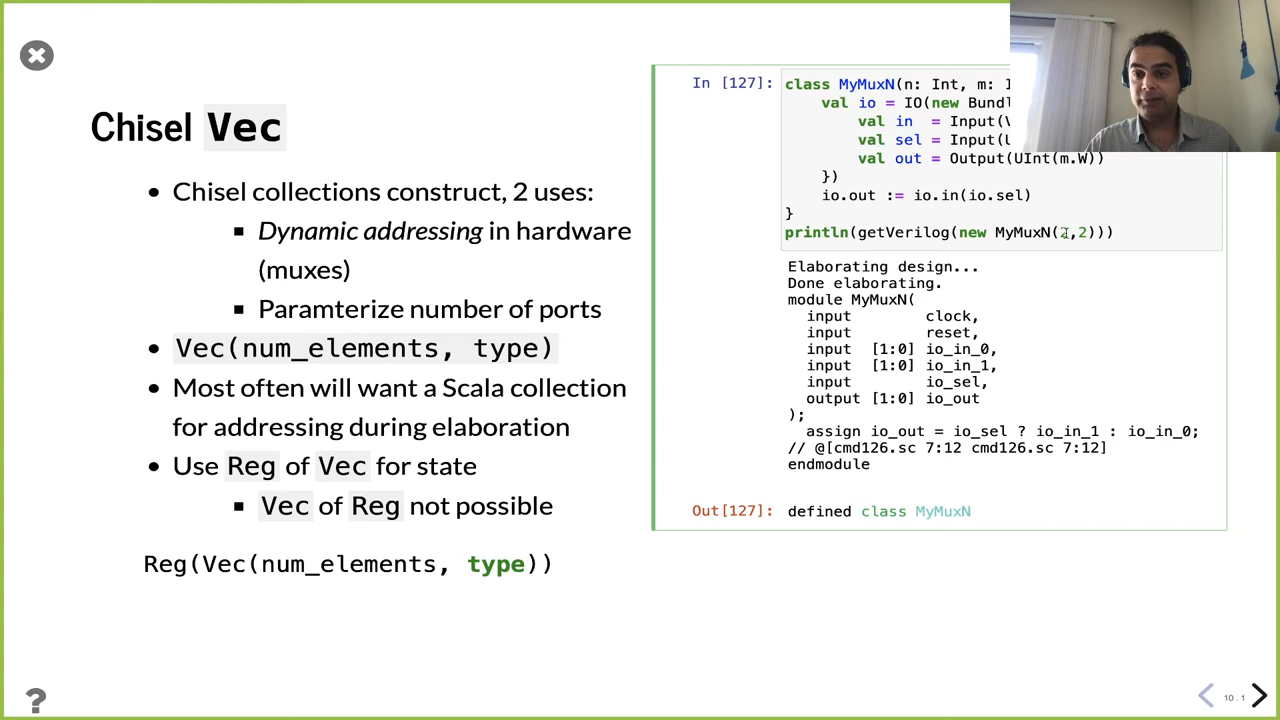 Chisel Vec
• Chisel collections construct, 2 uses:
▪ Dynamic addressing in hardware
(muxes)
▪ Paramterize number of ports
• Vec(num_elements, type)
• Most often will want a Scala collection
for addressing during elaboration
• Use Reg of Vec for state
▪ Vec of Reg not possible
Reg(Vec(num_elements, type))
In [127]: class MyMuxN(n: Int, m: I
val io = IO(new Bundl
val in = Input(V
val sel = Input(U
val out = Output(UInt(m.W))
})
io.out := io.in(io.sel)
}
println(getVerilog(new MyMuxN(2,2)))
Elaborating design...
Done elaborating.
module MyMuxN(
input clock,
input reset,
input [1:0] io_in_0,
input [1:0] io_in_1,
input io_sel,
output [1:0] io_out
);
assign io_out = io_sel ? io_in_1 : io_in_0;
// @[cmd126.sc 7:12 cmd126.sc 7:12]
endmodule
Out[127]: defined class MyMuxN
?
10.1